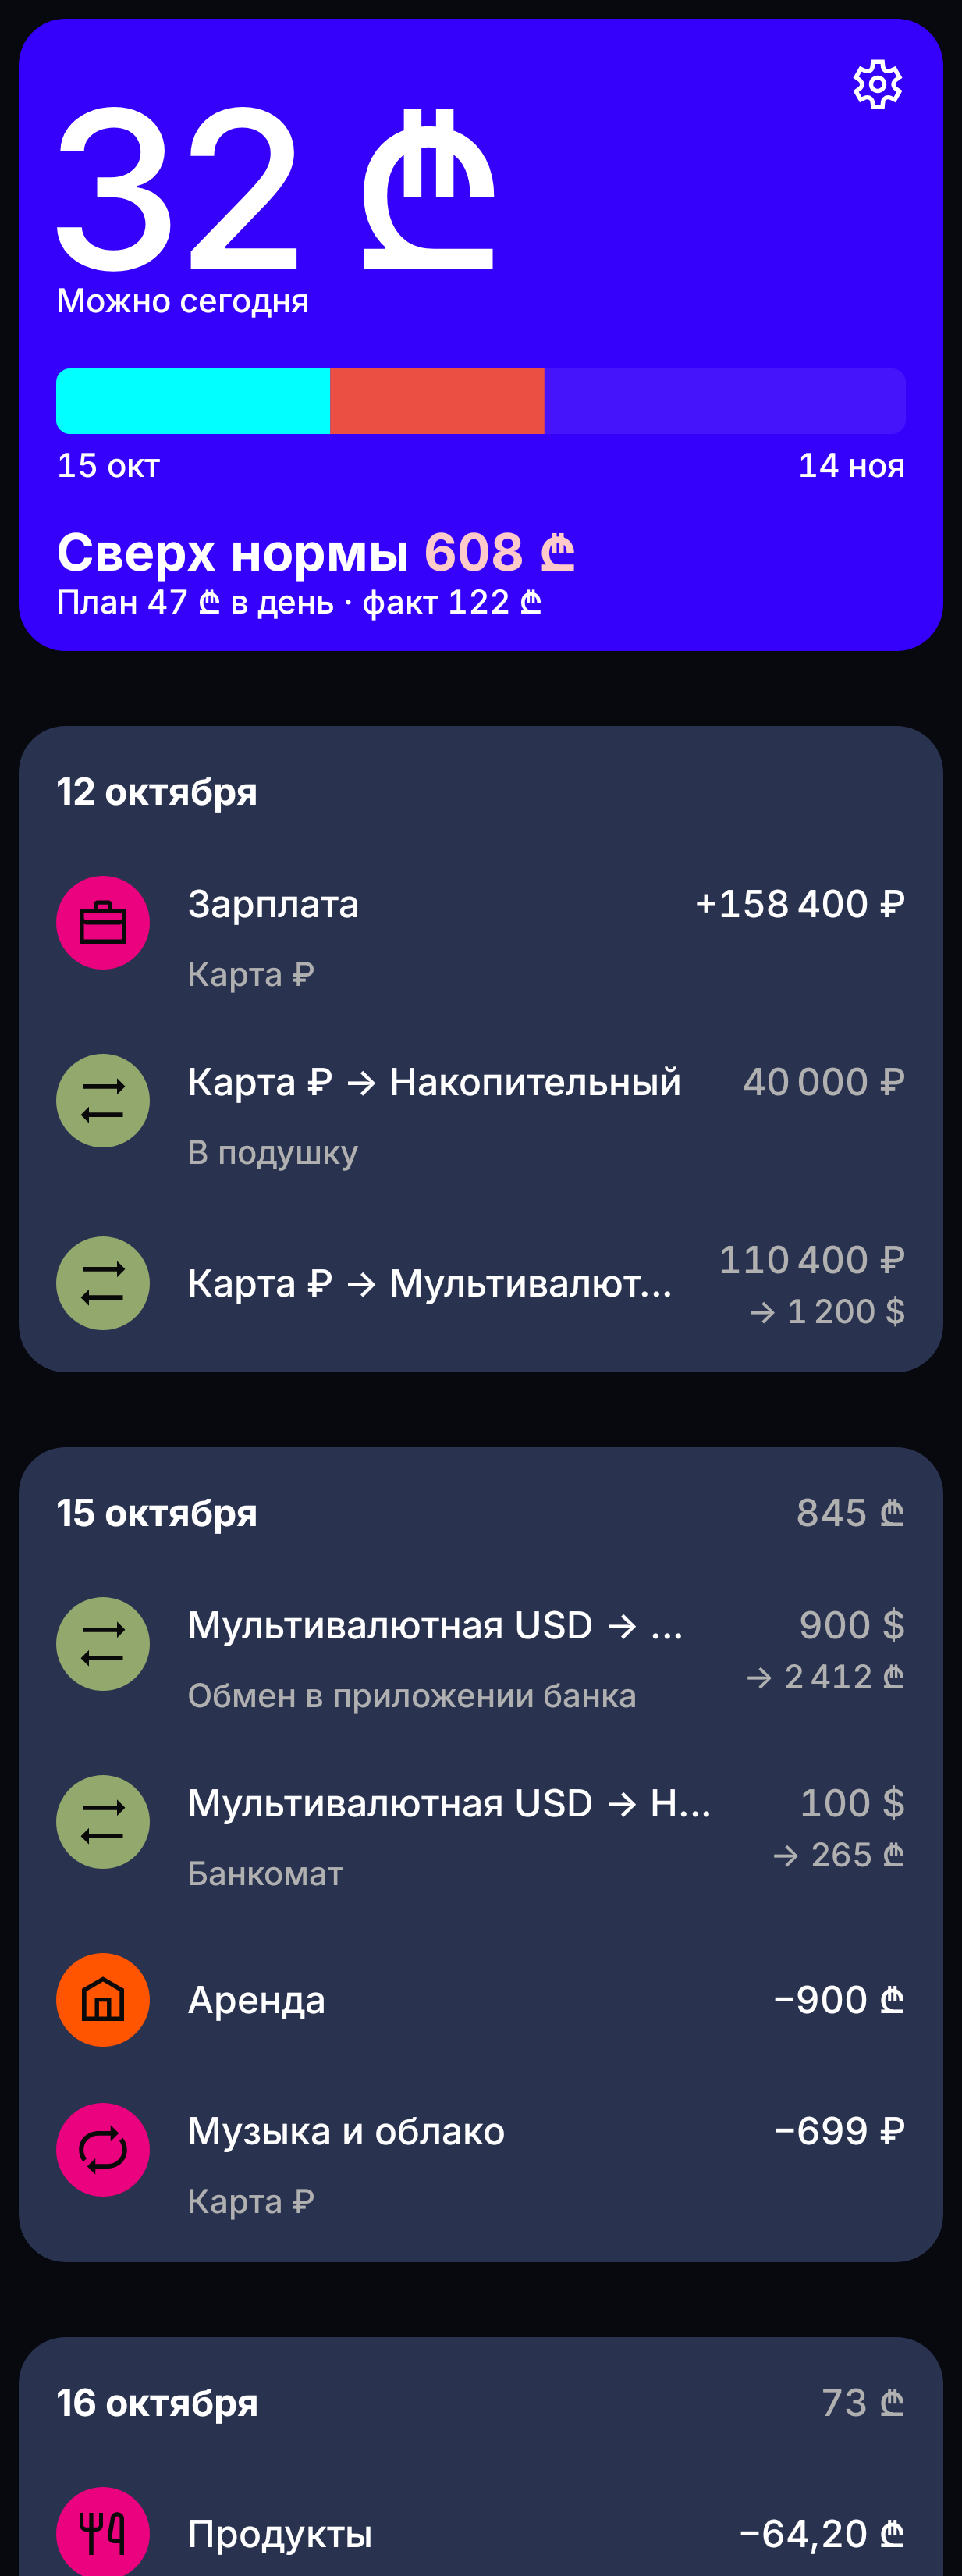 32 ₾
Можно сегодня
15 окт
14 ноя
Сверх нормы 608 ₾
План 47 ₾ в день · факт 122 ₾
12 октября
Зарплата +158 400 ₽
Карта ₽
Карта ₽ → Накопительный 40 000 ₽
В подушку
Карта ₽ → Мультивалют... 110 400 ₽
→ 1 200 $
15 октября 845 ₾
Мультивалютная USD → ... 900 $
→ 2 412 ₾
Обмен в приложении банка
Мультивалютная USD → Н... 100 $
→ 265 ₾
Банкомат
Аренда −900 ₾
Музыка и облако −699 ₽
Карта ₽
16 октября 73 ₾
Продукты −64,20 ₾